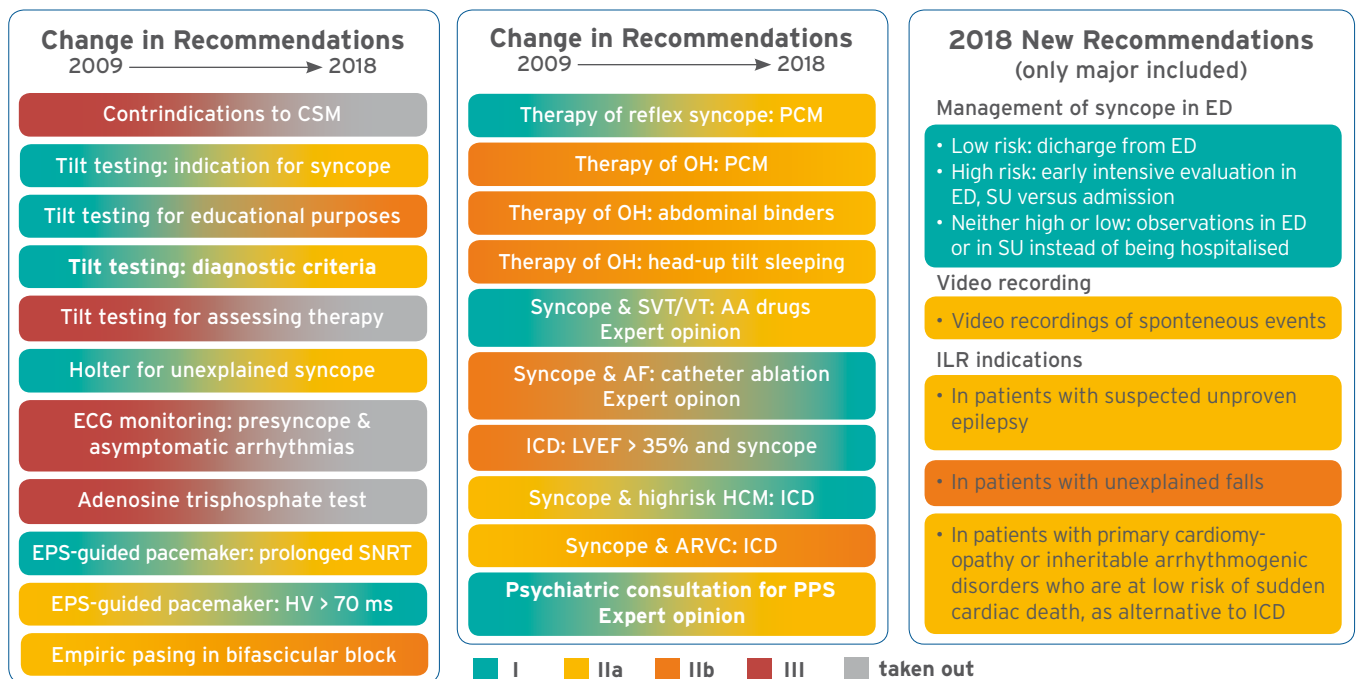 Change in Recommendations
2009 2018
Contrindications to CSM
Tilt testing: indication for syncope
Tilt testing for educational purposes
Tilt testing: diagnostic criteria
Tilt testing for assessing therapy
Holter for unexplained syncope
ECG monitoring: presyncope &
asymptomatic arrhythmias
Adenosine trisphosphate test
EPS-guided pacemaker: prolonged SNRT
EPS-guided pacemaker: HV > 70 ms
Empiric pasing in bifascicular block
Change in Recommendations
2009 2018
Therapy of reflex syncope: PCM
Therapy of OH: PCM
Therapy of OH: abdominal binders
Therapy of OH: head-up tilt sleeping
Syncope & SVT/VT: AA drugs
Expert opinion
Syncope & AF: catheter ablation
Expert opinon
ICD: LVEF > 35% and syncope
Syncope & highrisk HCM: ICD
Syncope & ARVC: ICD
Psychiatric consultation for PPS
Expert opinion
I IIa IIb III taken out
2018 New Recommendations
(only major included)
Management of syncope in ED
• Low risk: dicharge from ED
• High risk: early intensive evaluation in
ED, SU versus admission
• Neither high or low: observations in ED
or in SU instead of being hospitalised
Video recording
• Video recordings of sponteneous events
ILR indications
• In patients with suspected unproven
epilepsy
• In patients with unexplained falls
• In patients with primary cardiomy-
opathy or inheritable arrhythmogenic
disorders who are at low risk of sudden
cardiac death, as alternative to ICD